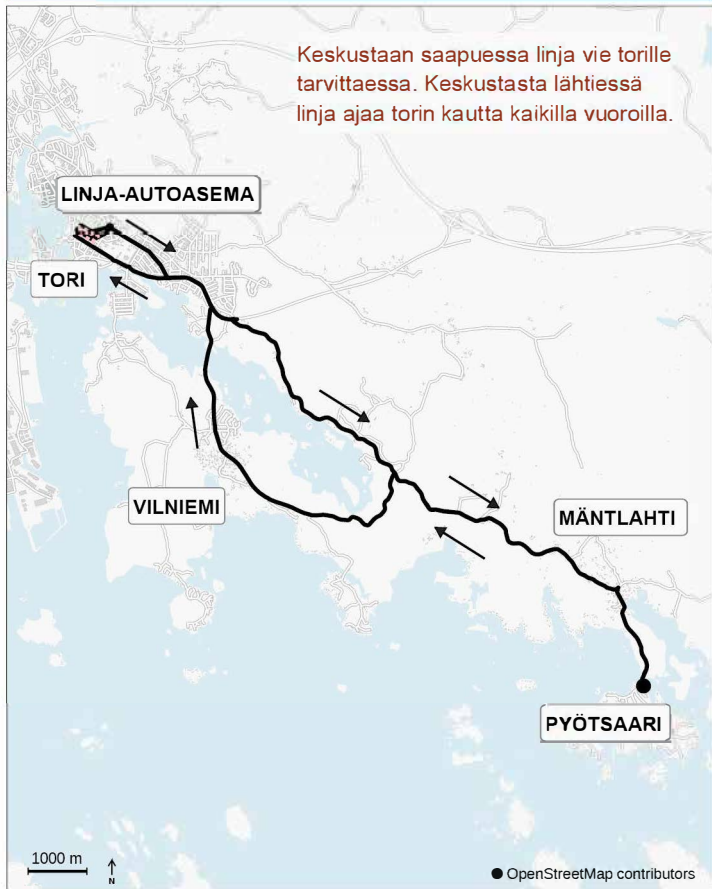 Keskustaan saapuessa linja vie torille
tarvittaessa. Keskustasta lähtiessä
linja ajaa torin kautta kaikilla vuoroilla.
LINJA-AUTOASEMA
TORI
VILNIEMI
MÄNTLAHTI
PYÖTSAARI
1000 m
N
OpenStreetMap contributors